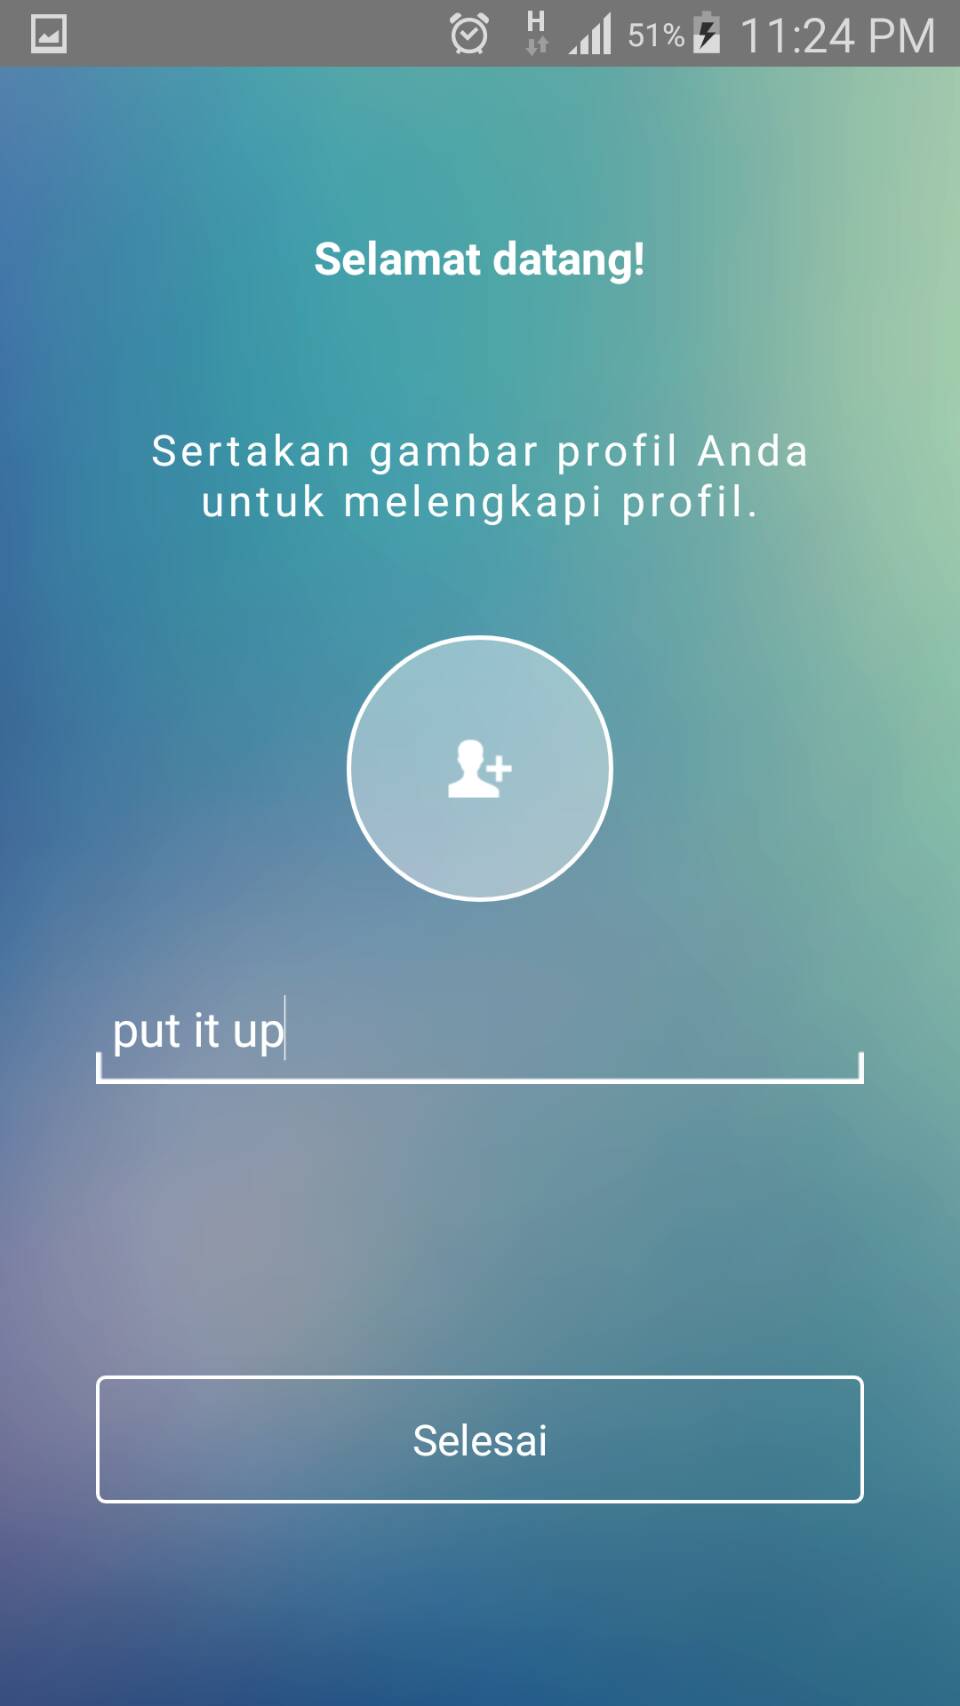 H 51% 11:24 PM
Selamat datang!
Sertakan gambar profil Anda
untuk melengkapi profil.
put it up
Selesai